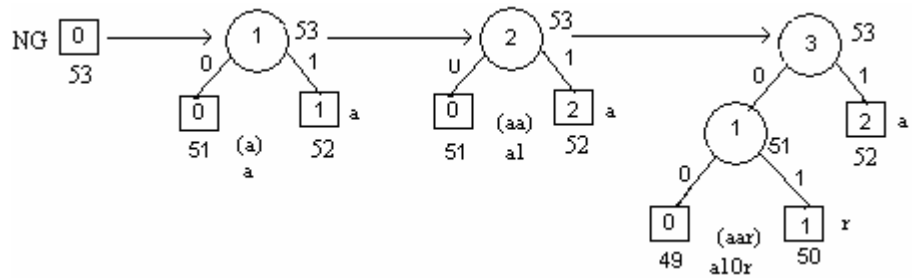 NG 0 53
1 53
0 1
0 1 a
51 (a) 52
a
2 53
U 1
0 2 a
51 (aa) 52
a1
3 53
0 1
1 51 2 a
52
0 1
0 1 r
49 (aar) 50
a10r